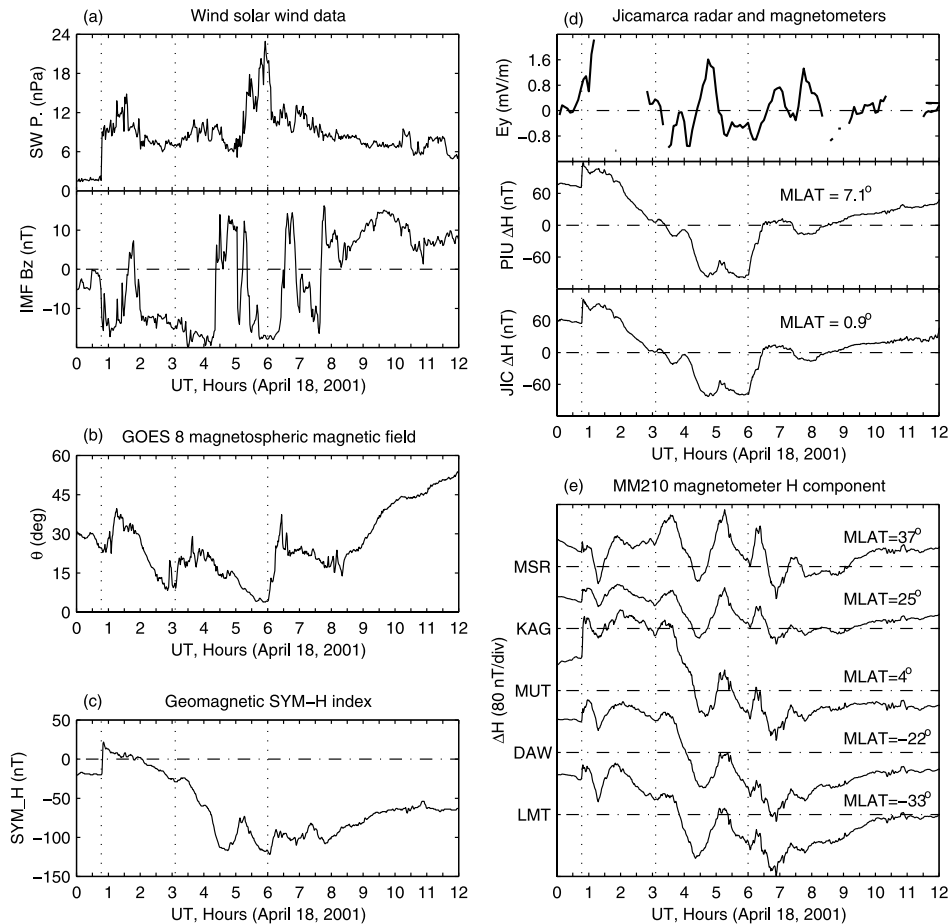 (a) Wind solar wind data
SW P. (nPa)
24
18
12
6
0
IMF Bz (nT)
10
0
−10
0 1 2 3 4 5 6 7 8 9 10 11 12
UT, Hours (April 18, 2001)
(b) GOES 8 magnetospheric magnetic field
θ (deg)
60
45
30
15
0
0 1 2 3 4 5 6 7 8 9 10 11 12
UT, Hours (April 18, 2001)
(c) Geomagnetic SYM−H index
SYM_H (nT)
50
0
−50
−100
−150
0 1 2 3 4 5 6 7 8 9 10 11 12
UT, Hours (April 18, 2001)
(d) Jicamarca radar and magnetometers
Ey (mV/m)
1.6
0.8
0
−0.8
PIU ΔH (nT)
60
0
−60
MLAT = 7.1°
JIC ΔH (nT)
60
0
−60
MLAT = 0.9°
0 1 2 3 4 5 6 7 8 9 10 11 12
UT, Hours (April 18, 2001)
(e) MM210 magnetometer H component
ΔH (80 nT/div)
MLAT=37°
MSR
MLAT=25°
KAG
MLAT=4°
MUT
MLAT=−22°
DAW
MLAT=−33°
LMT
0 1 2 3 4 5 6 7 8 9 10 11 12
UT, Hours (April 18, 2001)